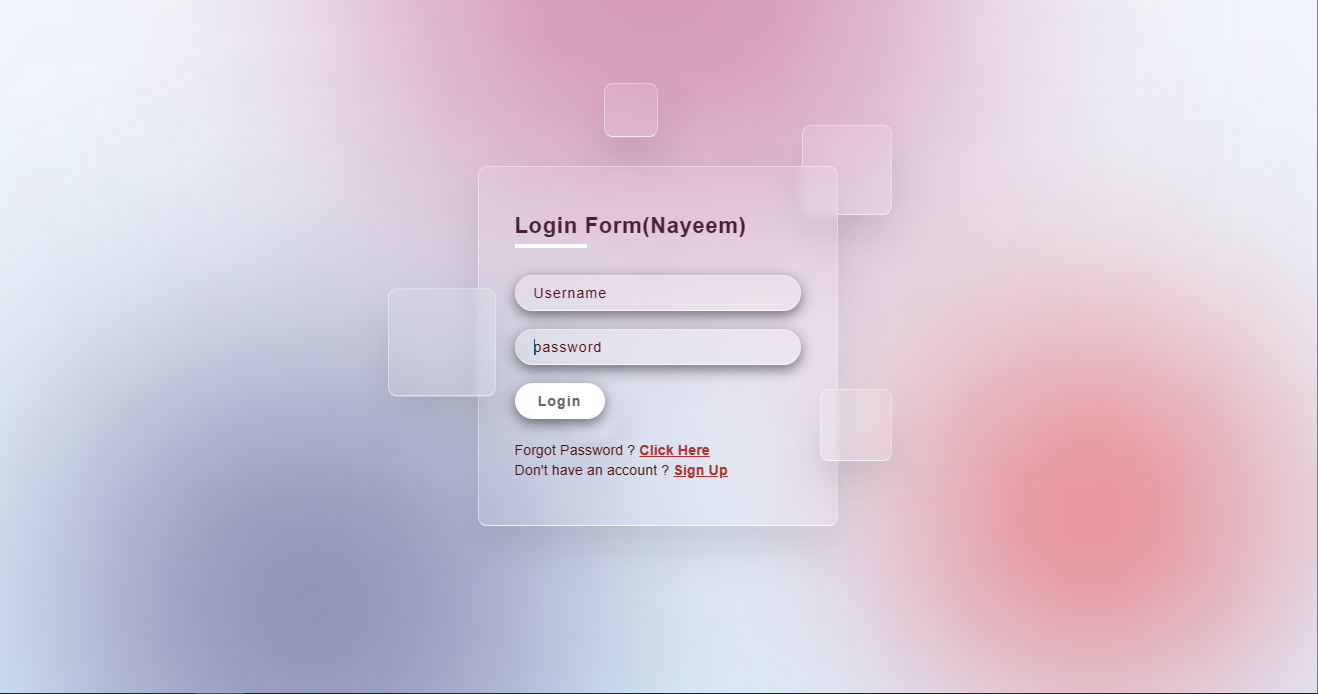 Login Form(Nayeem)
Username
password
Login
Forgot Password ? Click Here
Don't have an account ? Sign Up